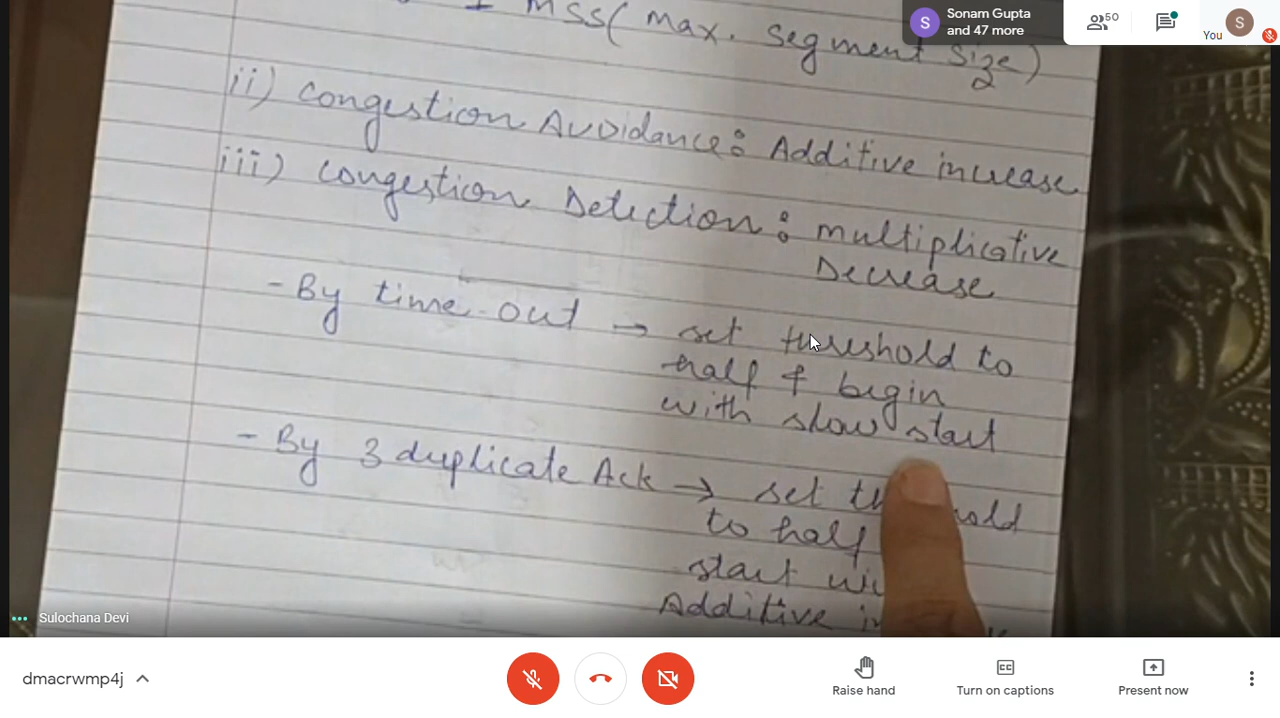 1 MSS( Max. Segment Size)
ii) Congestion Avoidance: Additive increase
iii) Congestion Detection: Multiplicative
Decrease
- By time-out → set threshold to
half & begin
with slow start
- By 3 duplicate Ack → set
to half
start
Additive
Sonam Gupta
and 47 more
50
You
S
S
Sulochana Devi
dmacrwmp4j
Raise hand
Turn on captions
Present now